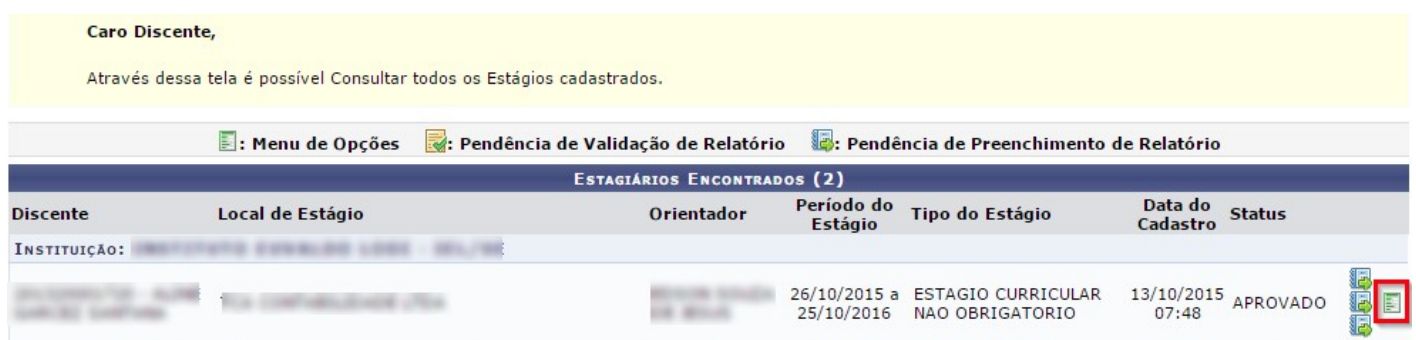 Caro Discente,
Através dessa tela é possível Consultar todos os Estágios cadastrados.
: Menu de Opções : Pendência de Validação de Relatório : Pendência de Preenchimento de Relatório
Estagiários Encontrados (2)
Discente Local de Estágio Orientador Período do Estágio Tipo do Estágio Data do Cadastro Status
Instituição:
26/10/2015 a ESTAGIO CURRICULAR 13/10/2015 APROVADO
25/10/2016 NAO OBRIGATORIO 07:48